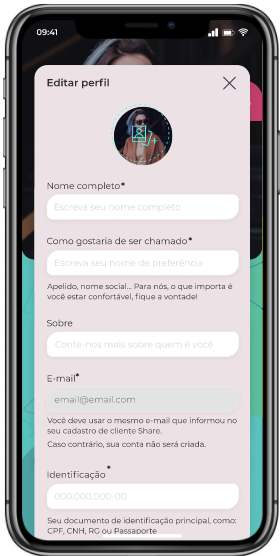 09:41
Editar perfil
Nome completo*
Escreva seu nome completo
Como gostaria de ser chamado*
Escreva seu nome de preferência
Apelido, nome social... Para nós, o que importa é
você estar confortável, fique a vontade!
Sobre
Conte-nos mais sobre quem é você
E-mail*
email@email.com
Você deve usar o mesmo e-mail que informou no
seu cadastro de cliente Share.
Caso contrário, sua conta não será criada.
Identificação*
000.000.000-00
Seu documento de identificação principal, como:
CPF, CNH, RG ou Passaporte